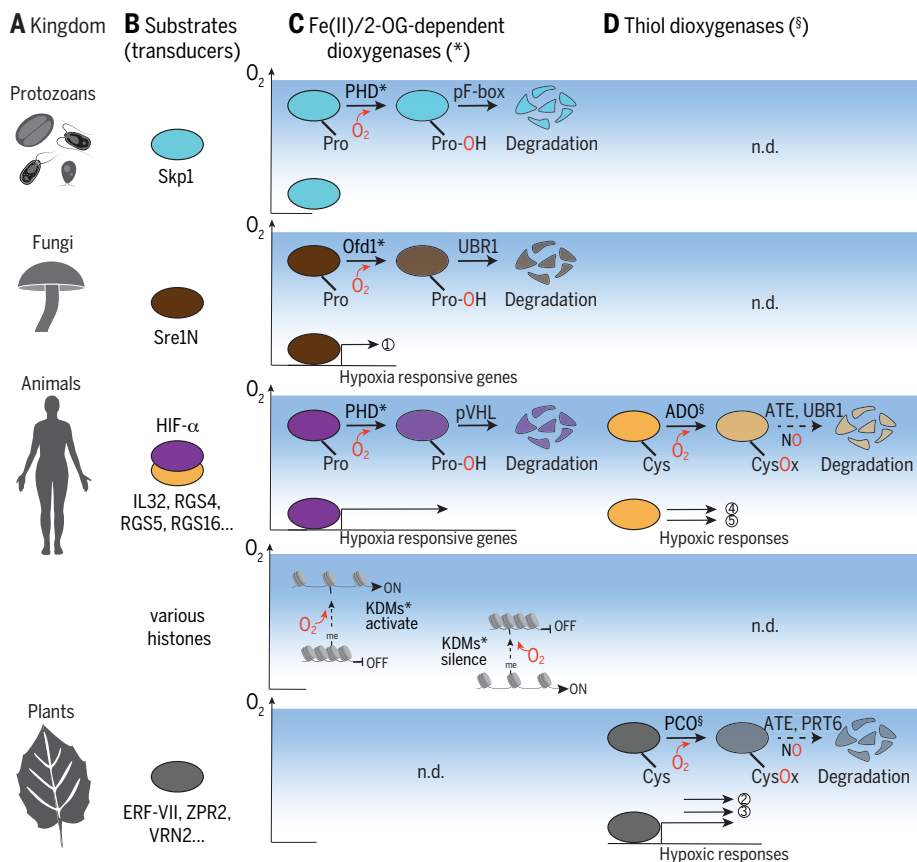 A Kingdom
B Substrates
(transducers)
C Fe(II)/2-OG-dependent
dioxygenases (*)
D Thiol dioxygenases (§)
Protozoans
Skp1
O2
PHD*
O2
pF-box
Pro
Pro-OH
Degradation
n.d.
Fungi
Sre1N
O2
Ofd1*
O2
UBR1
Pro
Pro-OH
Degradation
①
Hypoxia responsive genes
n.d.
Animals
HIF-α
IL32, RGS4,
RGS5, RGS16...
O2
PHD*
O2
pVHL
Pro
Pro-OH
Degradation
Hypoxia responsive genes
ADO§
O2
ATE, UBR1
NO
Cys
CysOx
Degradation
④
⑤
Hypoxic responses
various
histones
O2
ON
KDMs*
activate
O2
me
OFF
OFF
KDMs*
silence
O2
me
ON
n.d.
Plants
ERF-VII, ZPR2,
VRN2...
O2
n.d.
PCO§
O2
ATE, PRT6
NO
Cys
CysOx
Degradation
②
③
Hypoxic responses